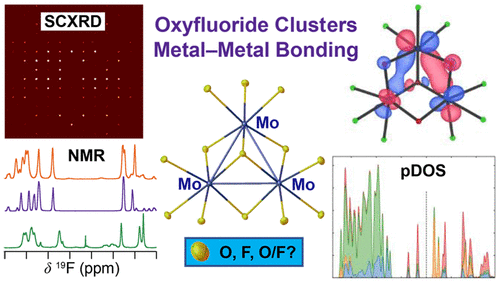 SCXRD
Oxyfluoride Clusters
Metal–Metal Bonding
NMR
δ ¹⁹F (ppm)
Mo
Mo
Mo
O, F, O/F?
pDOS